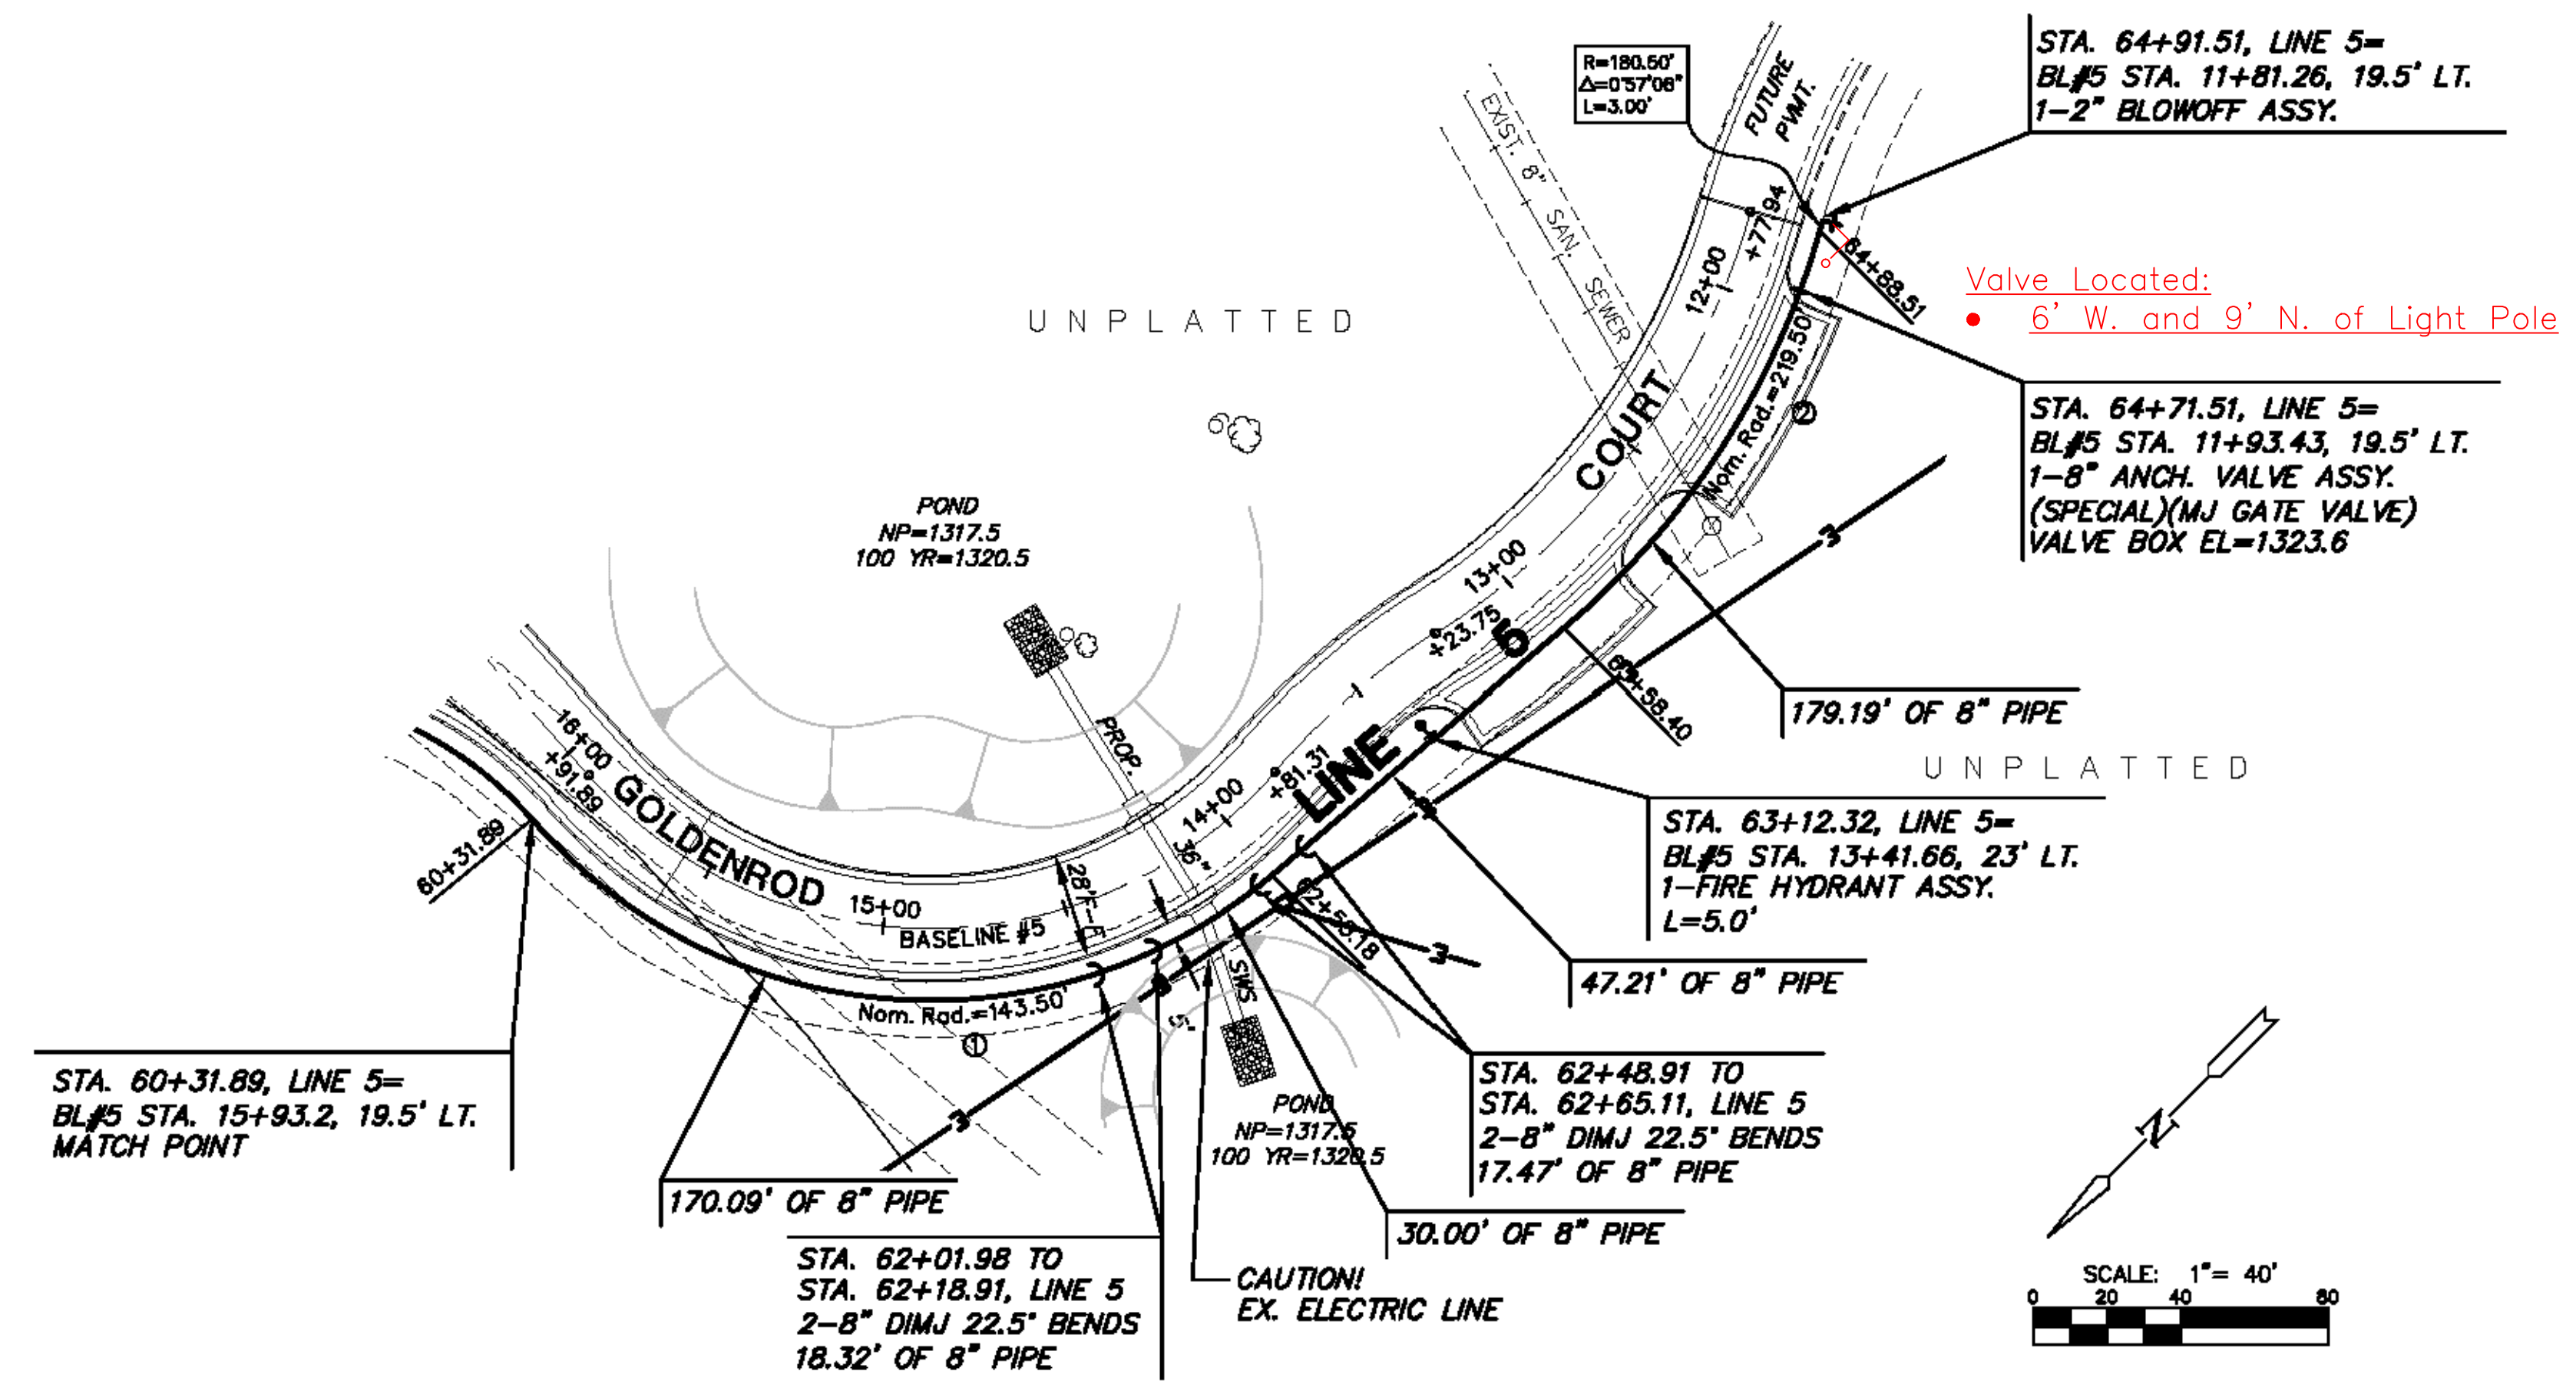 STA. 64+91.51, LINE 5=
BL#5 STA. 11+81.26, 19.5' LT.
1-2" BLOWOFF ASSY.
R=180.50'
Δ=0°57'08"
L=3.00'
FUTURE
PVMT.
EXIST. 8" SAN. SEWER
+77.94
12+00
64+88.51
Valve Located:
• 6' W. and 9' N. of Light Pole
UNPLATTED
STA. 64+71.51, LINE 5=
BL#5 STA. 11+93.43, 19.5' LT.
1-8" ANCH. VALVE ASSY.
(SPECIAL)(MJ GATE VALVE)
VALVE BOX EL=1323.6
Nom. Rad.=219.50'
2
COURT
POND
NP=1317.5
100 YR=1320.5
13+00
+23.75
5
3
63+58.40
179.19' OF 8" PIPE
UNPLATTED
1
PROP.
LINE
+81.31
14+00
36"
16+00
+91.89
GOLDENROD
60+31.89
15+00
BASELINE #5
28' F-F
STA. 63+12.32, LINE 5=
BL#5 STA. 13+41.66, 23' LT.
1-FIRE HYDRANT ASSY.
L=5.0'
3
47.21' OF 8" PIPE
SWS
5'
Nom. Rad.=143.50'
1
3
STA. 60+31.89, LINE 5=
BL#5 STA. 15+93.2, 19.5' LT.
MATCH POINT
STA. 62+48.91 TO
STA. 62+65.11, LINE 5
2-8" DIMJ 22.5° BENDS
17.47' OF 8" PIPE
POND
NP=1317.5
100 YR=1320.5
170.09' OF 8" PIPE
30.00' OF 8" PIPE
STA. 62+01.98 TO
STA. 62+18.91, LINE 5
2-8" DIMJ 22.5° BENDS
18.32' OF 8" PIPE
CAUTION!
EX. ELECTRIC LINE
N
SCALE: 1"= 40'
0 20 40 80